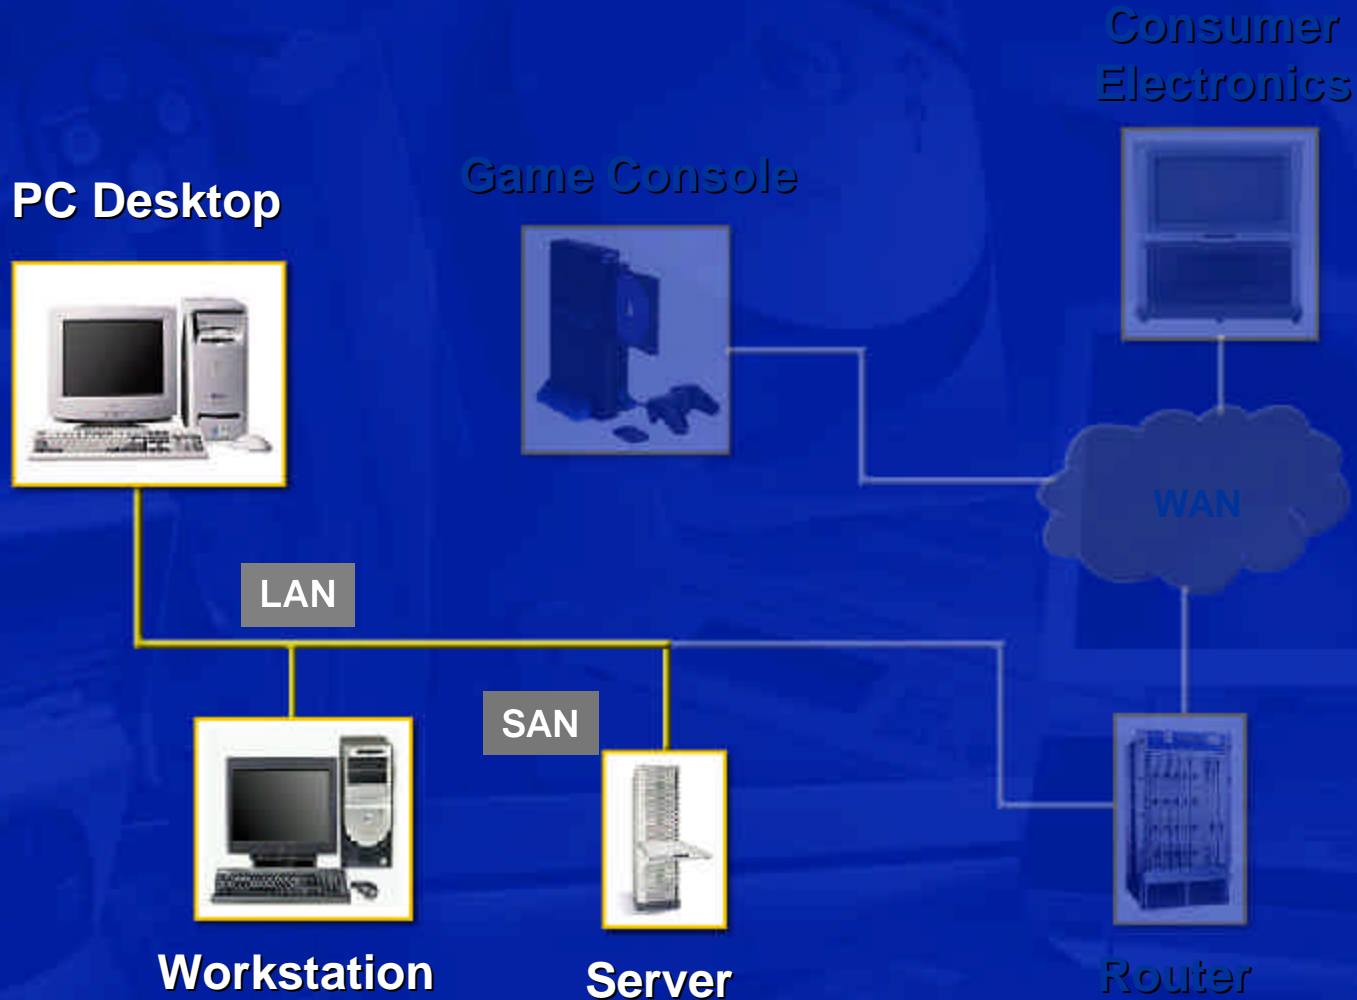 Consumer
Electronics
Game Console
PC Desktop
WAN
LAN
SAN
Workstation
Server
Router